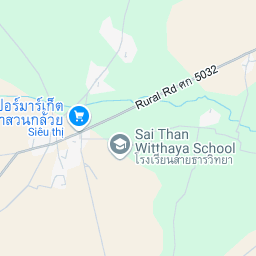 ปอร์มาร์เก็ต
าสวนกล้วย
Siêu thị
Rural Rd ตก. 5032
Sai Than
Witthaya School
โรงเรียนสายธารวิทยา